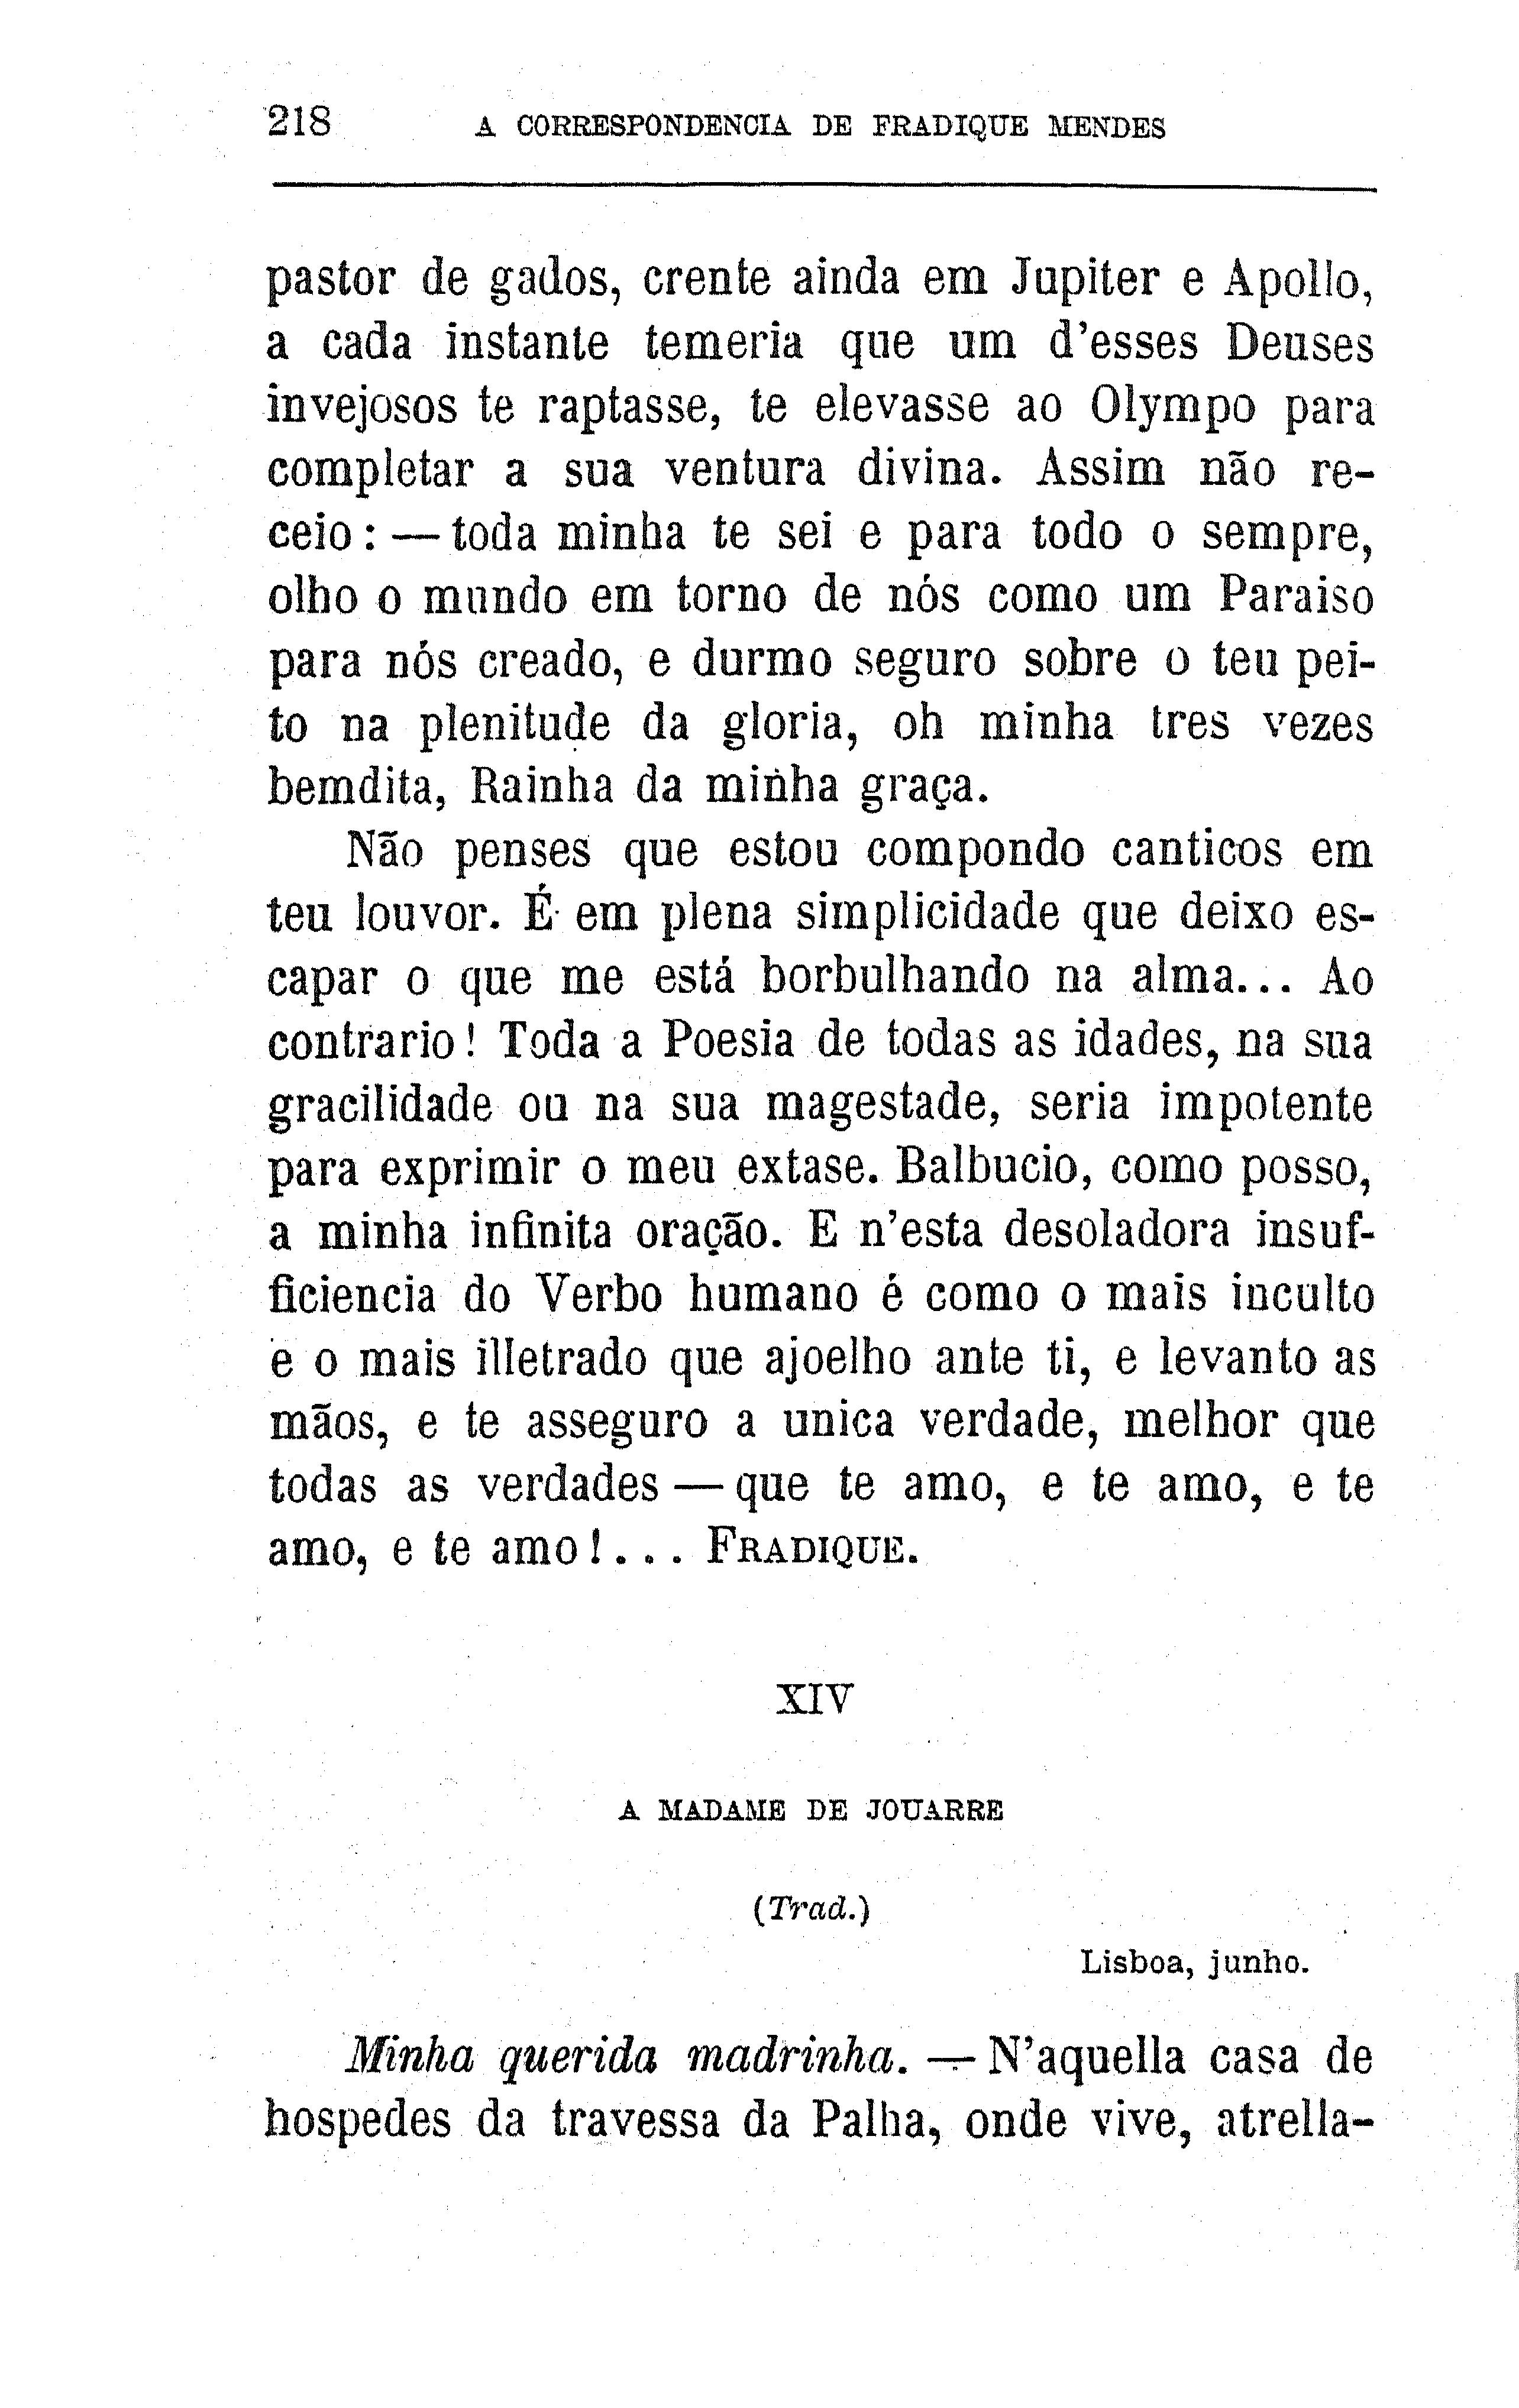 218 A CORRESPONDENCIA DE FRADIQUE MENDES
pastor de gados, crente ainda em Jupiter e Apollo,
a cada instante temeria que um d'esses Deuses
invejosos te raptasse, te elevasse ao Olympo para
completar a sua ventura divina. Assim não re-
ceio: — toda minha te sei e para todo o sempre,
olho o mundo em torno de nós como um Paraiso
para nós creado, e durmo seguro sobre o teu pei-
to na plenitude da gloria, oh minha tres vezes
bemdita, Rainha da minha graça.
Não penses que estou compondo canticos em
teu louvor. É em plena simplicidade que deixo es-
capar o que me está borbulhando na alma... Ao
contrario! Toda a Poesia de todas as idades, na sua
gracilidade ou na sua magestade, seria impotente
para exprimir o meu extase. Balbucio, como posso,
a minha infinita oração. E n'esta desoladora insuf-
ficiencia do Verbo humano é como o mais inculto
e o mais illetrado que ajoelho ante ti, e levanto as
mãos, e te asseguro a unica verdade, melhor que
todas as verdades — que te amo, e te amo, e te
amo, e te amo!... FRADIQUE.
XIV
A MADAME DE JOUARRE
(Trad.)
Lisboa, junho.
Minha querida madrinha. — N'aquella casa de
hospedes da travessa da Palha, onde vive, atrella-